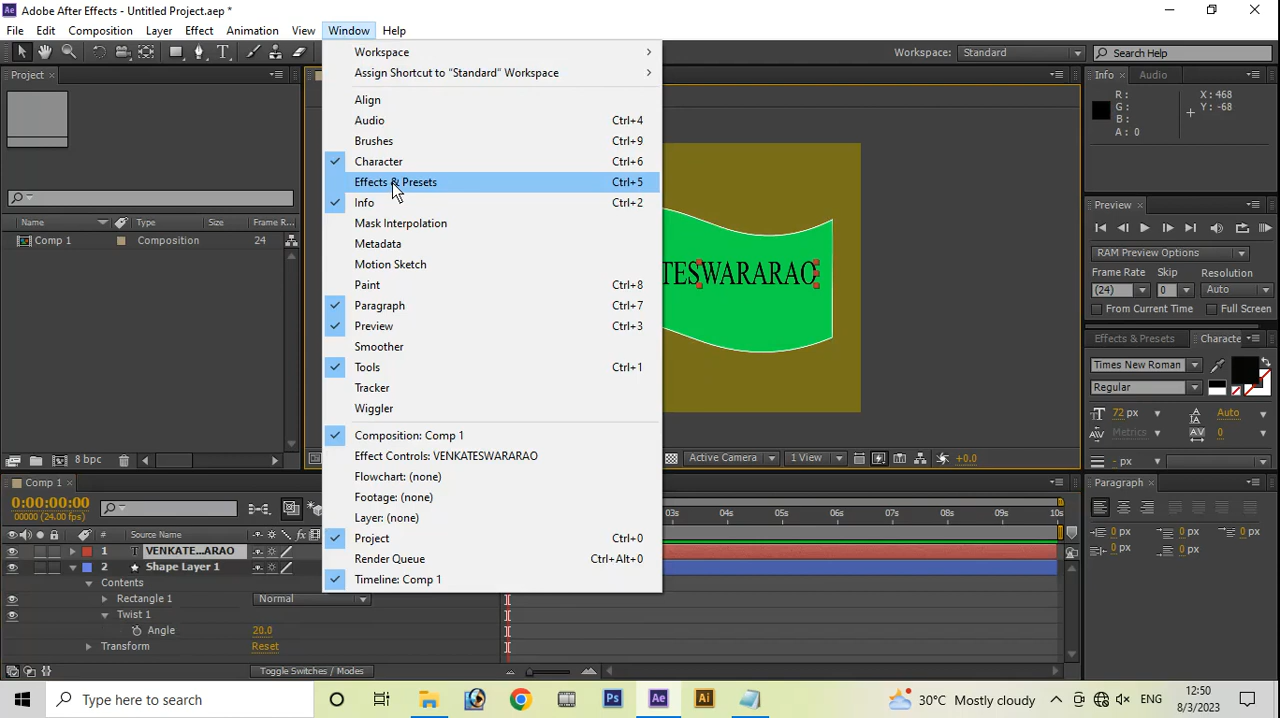 Adobe After Effects - Untitled Project.aep *
File Edit Composition Layer Effect Animation View Window Help
Workspace: Standard Search Help
Project
Workspace
Assign Shortcut to "Standard" Workspace
Align
Audio Ctrl+4
Brushes Ctrl+9
Character Ctrl+6
Effects & Presets Ctrl+5
Info Ctrl+2
Mask Interpolation
Metadata
Motion Sketch
Paint Ctrl+8
Paragraph Ctrl+7
Preview Ctrl+3
Smoother
Tools Ctrl+1
Tracker
Wiggler
Composition: Comp 1
Effect Controls: VENKATESWARARAO
Flowchart: (none)
Footage: (none)
Layer: (none)
Project Ctrl+0
Render Queue Ctrl+Alt+0
Timeline: Comp 1
Name Type Size Frame R...
Comp 1 Composition 24
8 bpc
TESWARARAO
Active Camera 1 View +0.0
Info Audio
R : X : 468
G : Y : -68
B :
A : 0
Preview
RAM Preview Options
Frame Rate Skip Resolution
(24) 0 Auto
From Current Time Full Screen
Effects & Presets Characte
Times New Roman
Regular
72 px Auto
Metrics 0
- px
Paragraph
0 px 0 px 0 px
0 px 0 px
Comp 1
0:00:00:00
00000 (24.00 fps)
03s 04s 05s 06s 07s 08s 09s 10s
# Source Name
1 T VENKATE...ARAO
2 Shape Layer 1
Contents
Rectangle 1 Normal
Twist 1
Angle 20.0
Transform Reset
Toggle Switches / Modes
Type here to search
Ps Ae Ai
30°C Mostly cloudy ENG 12:50
8/3/2023